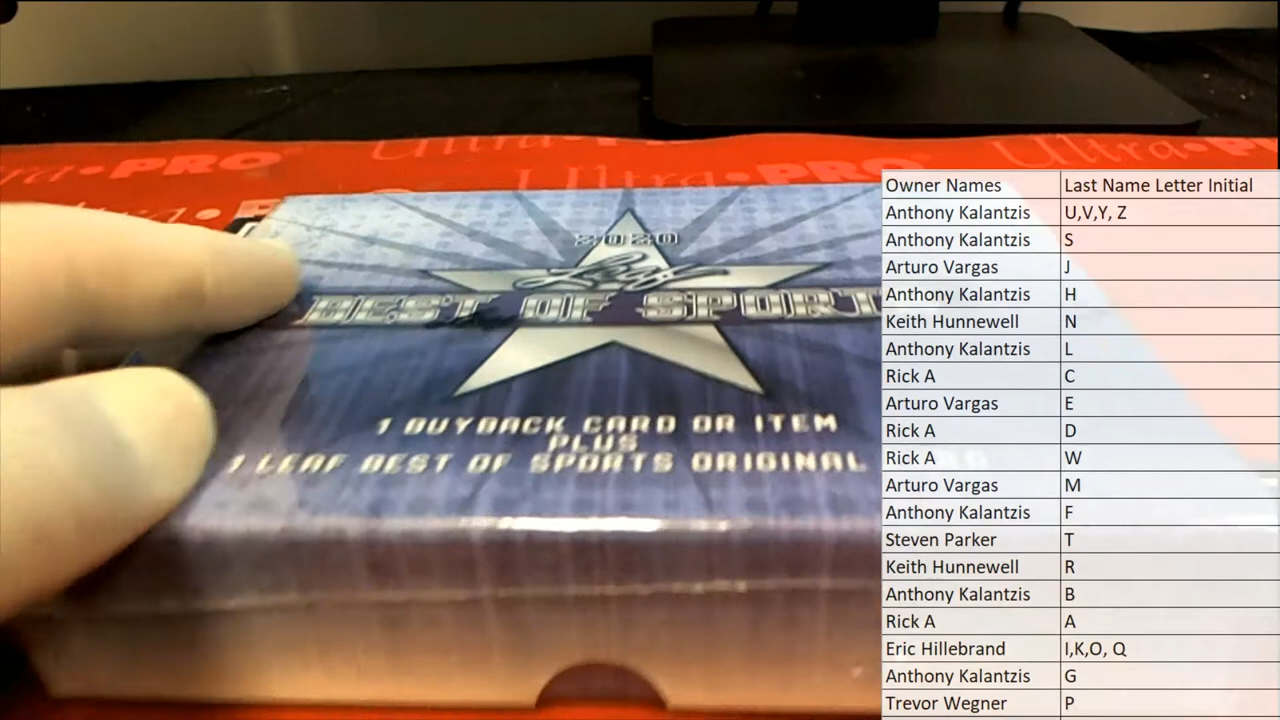 Ultra•PRO
ra•PRO
Ultra•PRO
Ultra•PR
2020
Leaf
BEST OF SPORT
1 BUYBACK CARD OR ITEM
PLUS
1 LEAF BEST OF SPORTS ORIGINAL
Owner Names Last Name Letter Initial
Anthony Kalantzis U,V,Y, Z
Anthony Kalantzis S
Arturo Vargas J
Anthony Kalantzis H
Keith Hunnewell N
Anthony Kalantzis L
Rick A C
Arturo Vargas E
Rick A D
Rick A W
Arturo Vargas M
Anthony Kalantzis F
Steven Parker T
Keith Hunnewell R
Anthony Kalantzis B
Rick A A
Eric Hillebrand I,K,O, Q
Anthony Kalantzis G
Trevor Wegner P